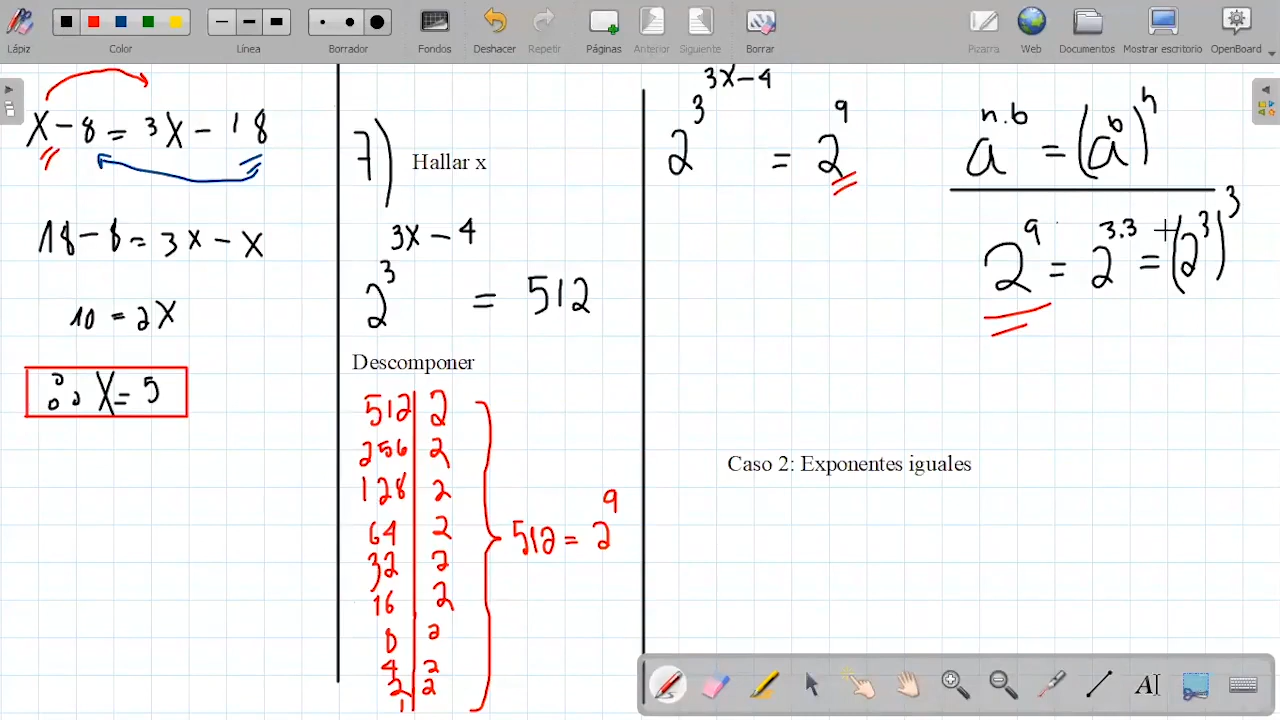 Lápiz Color Línea Borrador Fondos Deshacer Repetir Páginas Anterior Siguiente Borrar Pizarra Web Documentos Mostrar escritorio OpenBoard
x - 8 = 3x - 18
18 - 8 = 3x - x
10 = 2x
∴ x = 5
7) Hallar x
2^3^(3x-4) = 512
Descomponer
512 | 2
256 | 2
128 | 2
64 | 2
32 | 2
16 | 2
8 | 2
4 | 2
2 | 2
1
512 = 2^9
2^3^(3x-4) = 2^9
a^(n.b) = (a^b)^n
2^9 = 2^(3.3) = (2^3)^3
Caso 2: Exponentes iguales